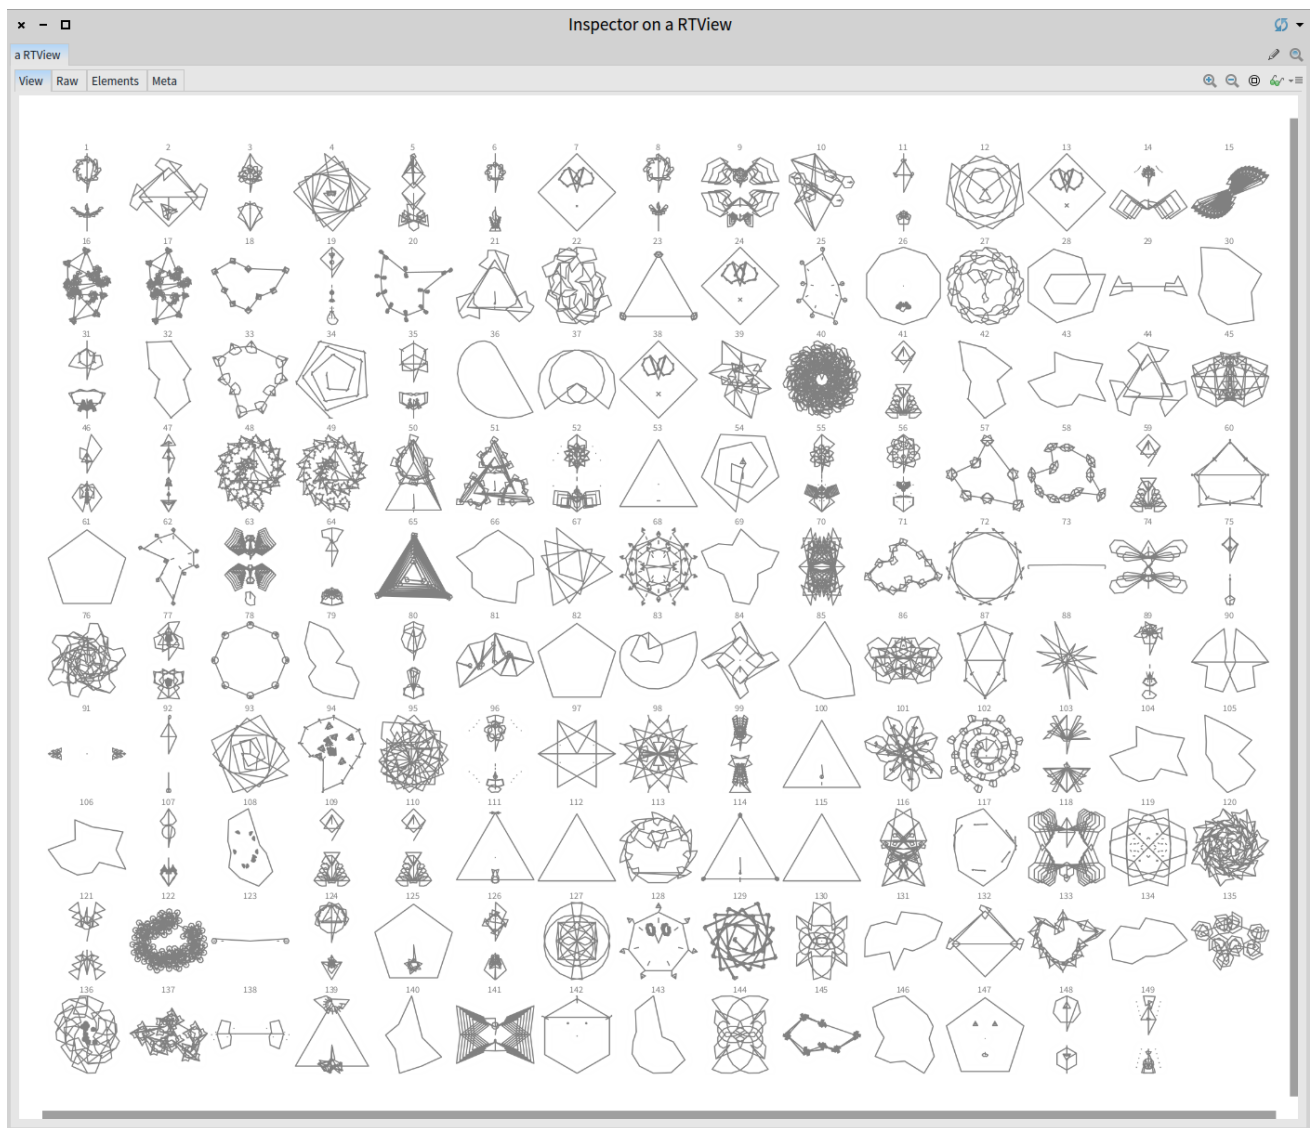 Inspector on a RTView
a RTView
View Raw Elements Meta
1 2 3 4 5 6 7 8 9 10 11 12 13 14 15
16 17 18 19 20 21 22 23 24 25 26 27 28 29 30
31 32 33 34 35 36 37 38 39 40 41 42 43 44 45
46 47 48 49 50 51 52 53 54 55 56 57 58 59 60
61 62 63 64 65 66 67 68 69 70 71 72 73 74 75
76 77 78 79 80 81 82 83 84 85 86 87 88 89 90
91 92 93 94 95 96 97 98 99 100 101 102 103 104 105
106 107 108 109 110 111 112 113 114 115 116 117 118 119 120
121 122 123 124 125 126 127 128 129 130 131 132 133 134 135
136 137 138 139 140 141 142 143 144 145 146 147 148 149